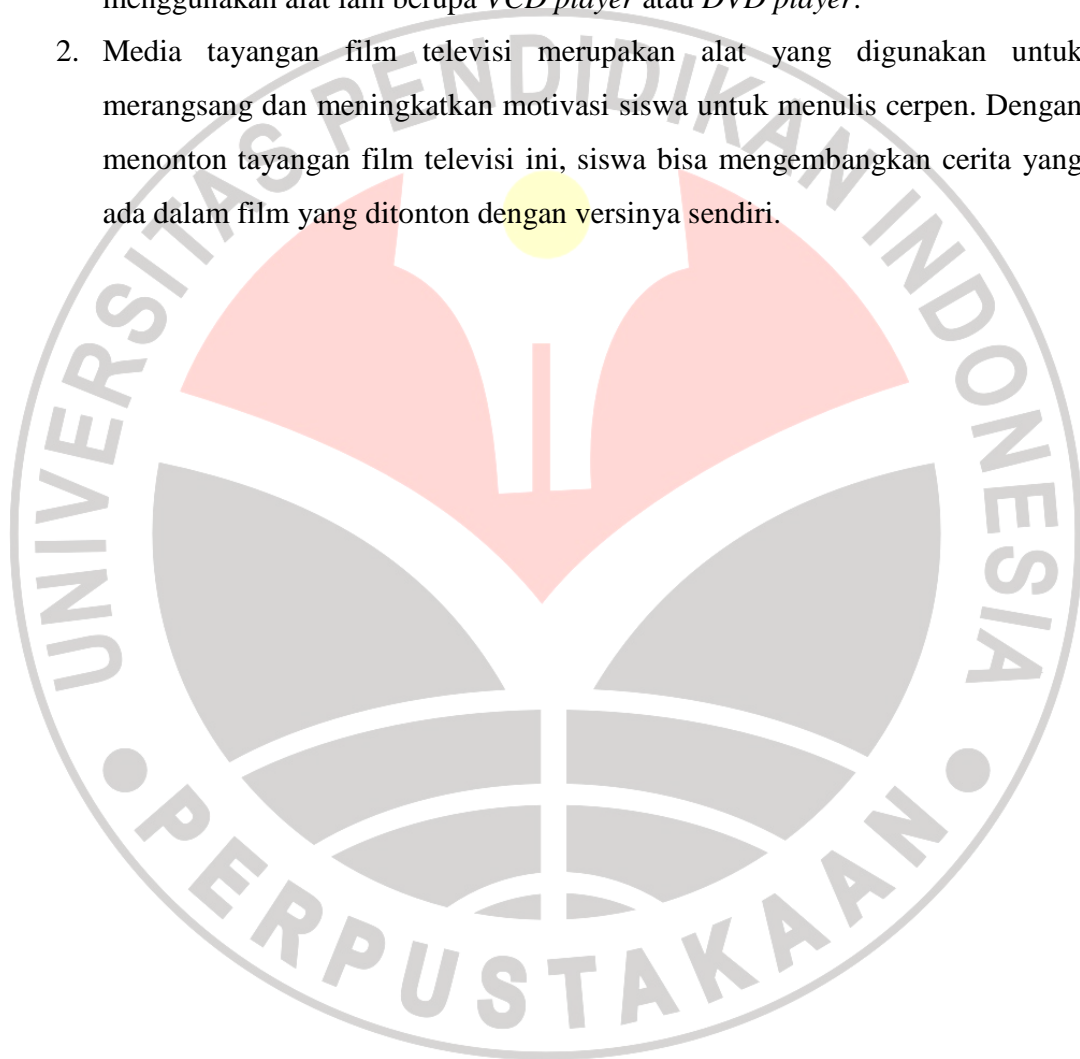 menggunakan alat lain berupa VCD player atau DVD player.
2. Media tayangan film televisi merupakan alat yang digunakan untuk
merangsang dan meningkatkan motivasi siswa untuk menulis cerpen. Dengan
menonton tayangan film televisi ini, siswa bisa mengembangkan cerita yang
ada dalam film yang ditonton dengan versinya sendiri.
UNIVERSITAS PENDIDIKAN INDONESIA
PERPUSTAKAAN